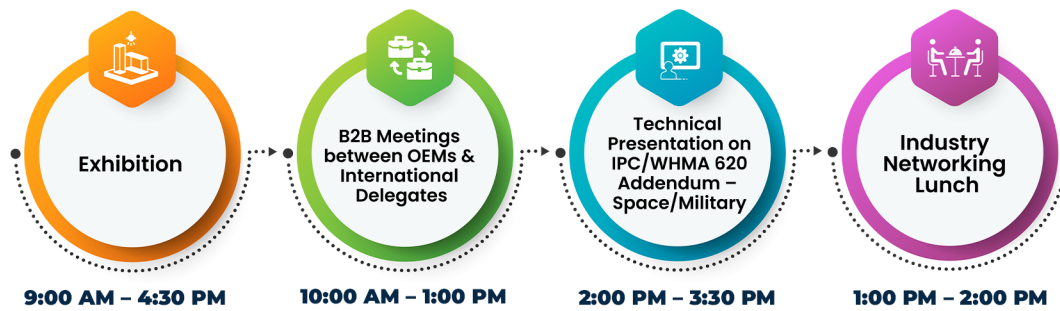 Exhibition
9:00 AM – 4:30 PM
B2B Meetings
between OEMs &
International
Delegates
10:00 AM – 1:00 PM
Technical
Presentation on
IPC/WHMA 620
Addendum –
Space/Military
2:00 PM – 3:30 PM
Industry
Networking
Lunch
1:00 PM – 2:00 PM